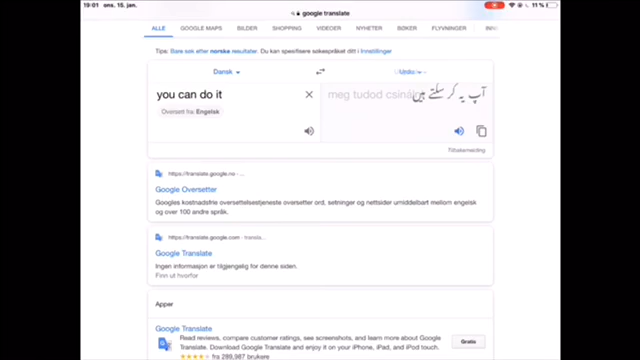 19:01 ons. 15. jan.
11 %
google translate
ALLE GOOGLE MAPS BILDER SHOPPING VIDEOER NYHETER BØKER FLYVNINGER
Tips: Bare søk etter norske resultater. Du kan spesifisere søkespråket ditt i Innstillinger
Dansk
you can do it
meg tudod csinálni
آپ یہ کر سکتے ہیں
Oversett fra: Engelsk
Tilbakemelding
https://translate.google.no - ...
Google Oversetter
Googles kostnadsfrie oversettelsestjeneste oversetter ord, setninger og nettsider umiddelbart mellom engelsk
og over 100 andre språk.
https://translate.google.com › transla...
Google Translate
Ingen informasjon er tilgjengelig for denne siden.
Finn ut hvorfor
Apper
Google Translate
Read reviews, compare customer ratings, see screenshots, and learn more about Google
Translate. Download Google Translate and enjoy it on your iPhone, iPad, and iPod touch.
Gratis
fra 289,987 brukere